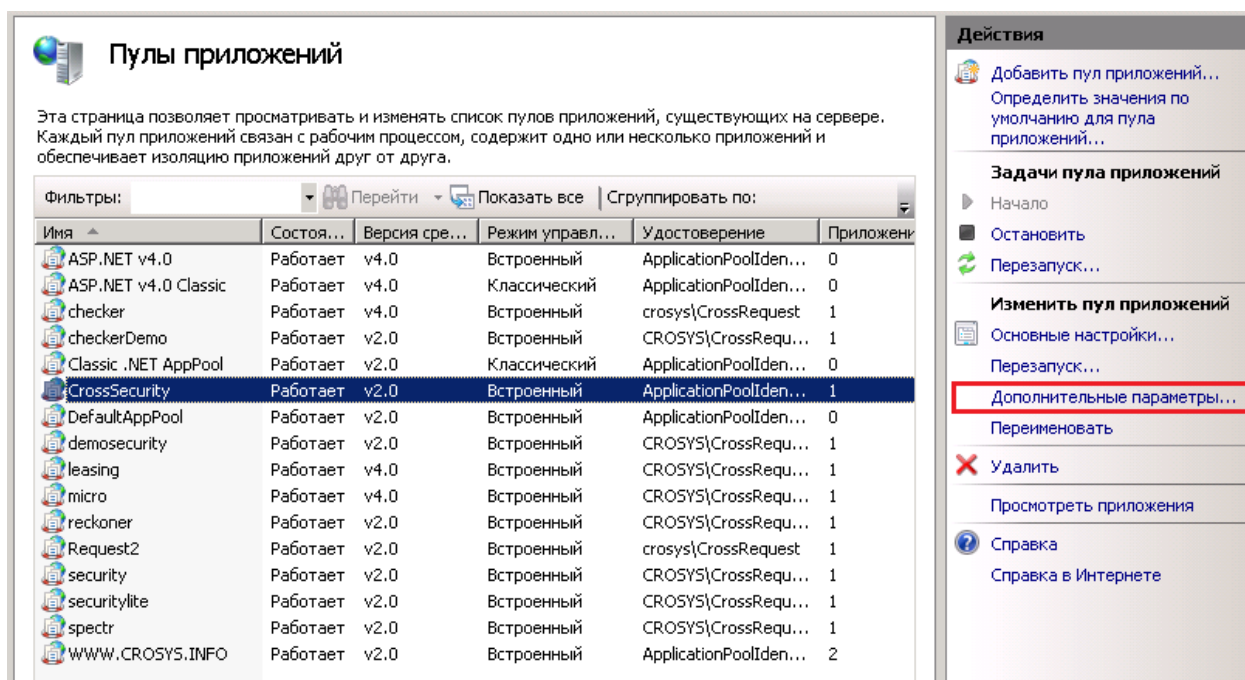 Пулы приложений
Эта страница позволяет просматривать и изменять список пулов приложений, существующих на сервере.
Каждый пул приложений связан с рабочим процессом, содержит одно или несколько приложений и
обеспечивает изоляцию приложений друг от друга.
Фильтры: Перейти Показать все Сгруппировать по:
Имя Состоя... Версия сре... Режим управл... Удостоверение Приложени
ASP.NET v4.0 Работает v4.0 Встроенный ApplicationPoolIden... 0
ASP.NET v4.0 Classic Работает v4.0 Классический ApplicationPoolIden... 0
checker Работает v4.0 Встроенный crosys\CrossRequest 1
checkerDemo Работает v2.0 Встроенный CROSYS\CrossRequ... 1
Classic .NET AppPool Работает v2.0 Классический ApplicationPoolIden... 0
CrossSecurity Работает v2.0 Встроенный ApplicationPoolIden... 1
DefaultAppPool Работает v2.0 Встроенный ApplicationPoolIden... 0
demosecurity Работает v2.0 Встроенный CROSYS\CrossRequ... 1
leasing Работает v4.0 Встроенный CROSYS\CrossRequ... 1
micro Работает v4.0 Встроенный CROSYS\CrossRequ... 1
reckoner Работает v2.0 Встроенный CROSYS\CrossRequ... 1
Request2 Работает v2.0 Встроенный crosys\CrossRequest 1
security Работает v2.0 Встроенный CROSYS\CrossRequ... 1
securitylite Работает v2.0 Встроенный CROSYS\CrossRequ... 1
spectr Работает v2.0 Встроенный CROSYS\CrossRequ... 1
WWW.CROSYS.INFO Работает v2.0 Встроенный ApplicationPoolIden... 2
Действия
Добавить пул приложений...
Определить значения по
умолчанию для пула
приложений...
Задачи пула приложений
Начало
Остановить
Перезапуск...
Изменить пул приложений
Основные настройки...
Перезапуск...
Дополнительные параметры...
Переименовать
Удалить
Просмотреть приложения
Справка
Справка в Интернете